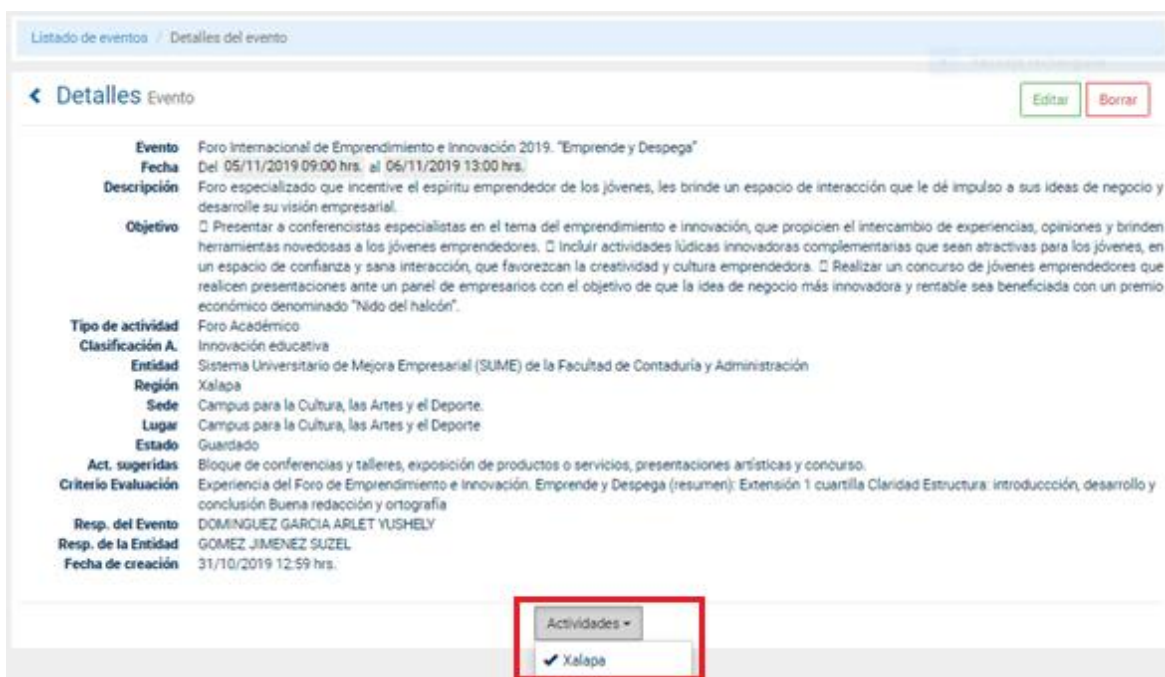 Listado de eventos / Detalles del evento
Detalles Evento
Editar
Borrar
Evento Foro Internacional de Emprendimiento e Innovación 2019. "Emprende y Despega"
Fecha Del 05/11/2019 09:00 hrs. al 06/11/2019 13:00 hrs.
Descripción Foro especializado que incentive el espíritu emprendedor de los jóvenes, les brinde un espacio de interacción que le dé impulso a sus ideas de negocio y
desarrolle su visión empresarial.
Objetivo Presentar a conferencistas especialistas en el tema del emprendimiento e innovación, que propicien el intercambio de experiencias, opiniones y brinden
herramientas novedosas a los jóvenes emprendedores. Incluir actividades lúdicas innovadoras complementarias que sean atractivas para los jóvenes, en
un espacio de confianza y sana interacción, que favorezcan la creatividad y cultura emprendedora. Realizar un concurso de jóvenes emprendedores que
realicen presentaciones ante un panel de empresarios con el objetivo de que la idea de negocio más innovadora y rentable sea beneficiada con un premio
económico denominado "Nido del halcón".
Tipo de actividad Foro Académico
Clasificación A. Innovación educativa
Entidad Sistema Universitario de Mejora Empresarial (SUME) de la Facultad de Contaduría y Administración
Región Xalapa
Sede Campus para la Cultura, las Artes y el Deporte.
Lugar Campus para la Cultura, las Artes y el Deporte
Estado Guardado
Act. sugeridas Bloque de conferencias y talleres, exposición de productos o servicios, presentaciones artísticas y concurso.
Criterio Evaluación Experiencia del Foro de Emprendimiento e Innovación. Emprende y Despega (resumen): Extensión 1 cuartilla Claridad Estructura: introduccción, desarrollo y
conclusión Buena redacción y ortografía
Resp. del Evento DOMINGUEZ GARCIA ARLET YUSHELY
Resp. de la Entidad GOMEZ JIMENEZ SUZEL
Fecha de creación 31/10/2019 12:59 hrs.
Actividades
Xalapa